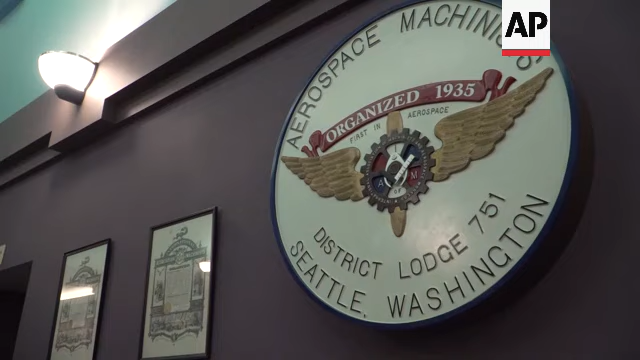 AP
AEROSPACE MACHINISTS
ORGANIZED 1935
FIRST IN AEROSPACE
DISTRICT LODGE 751
SEATTLE, WASHINGTON